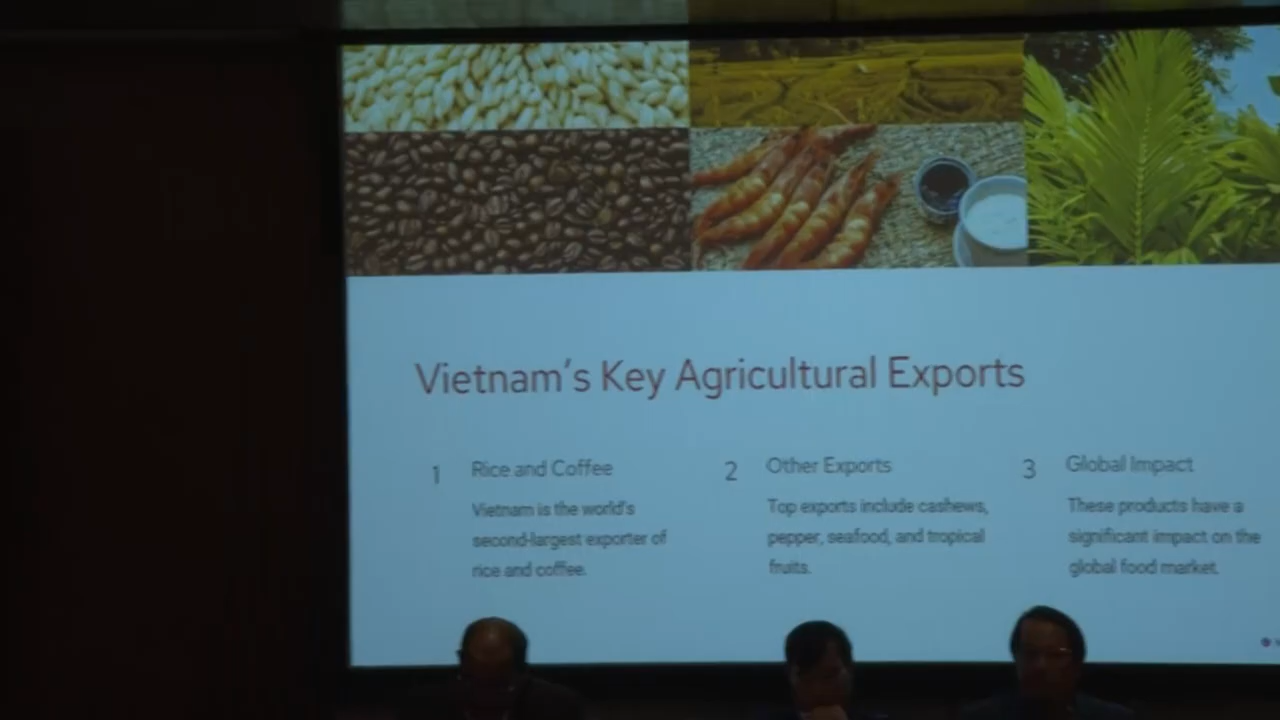 Vietnam's Key Agricultural Exports
1 Rice and Coffee
Vietnam is the world's
second-largest exporter of
rice and coffee.
2 Other Exports
Top exports include cashews,
pepper, seafood, and tropical
fruits.
3 Global Impact
These products have a
significant impact on the
global food market.